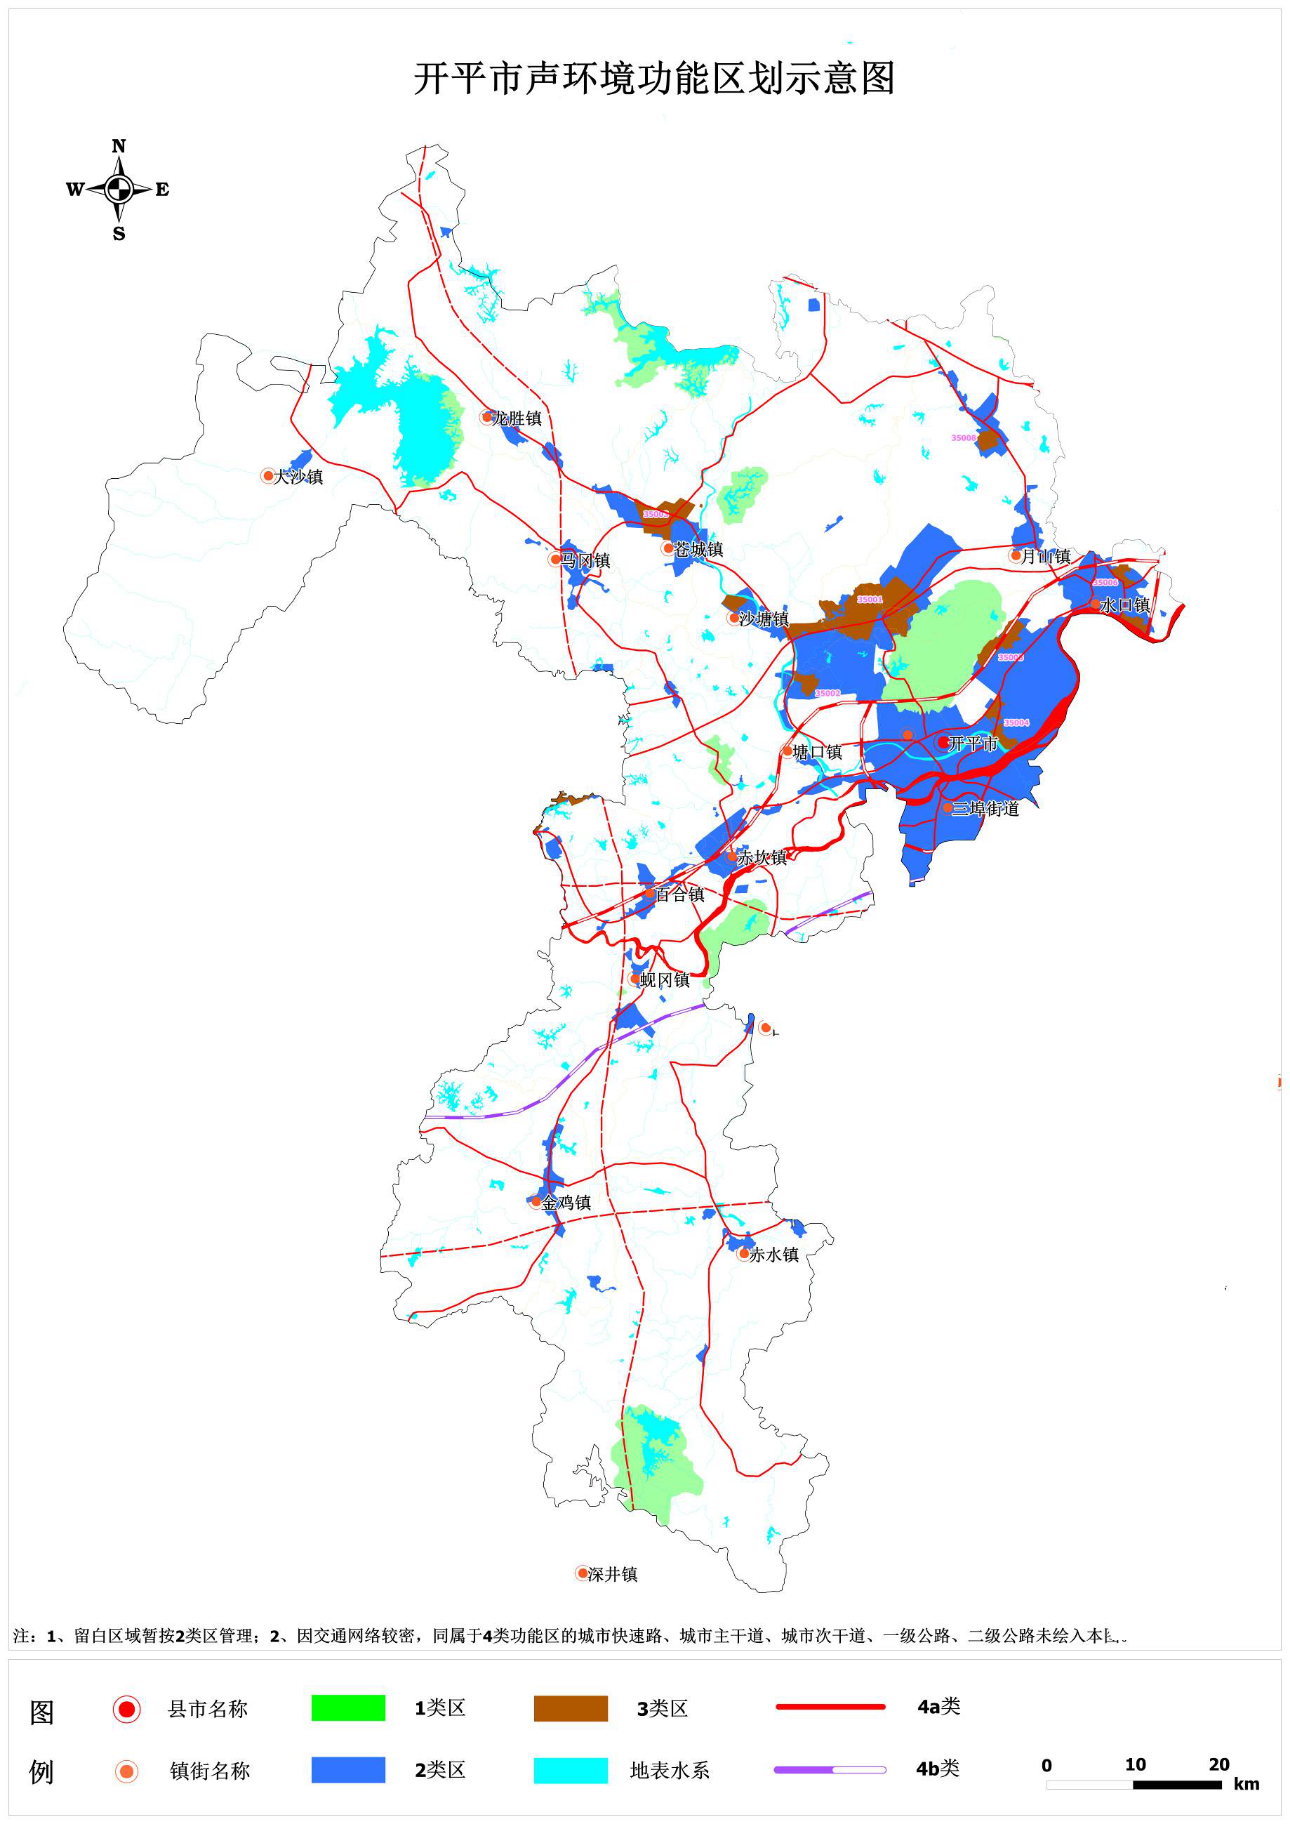 开平市声环境功能区划示意图
N
W E
S
龙胜镇
大沙镇
35008
35005
苍城镇
马冈镇
月山镇
35006
水口镇
35001
沙塘镇
35002
35004
开平市
塘口镇
三埠街道
赤坎镇
百合镇
蚬冈镇
金鸡镇
赤水镇
深井镇
注：1、留白区域暂按2类区管理；2、因交通网络较密，同属于4类功能区的城市快速路、城市主干道、城市次干道、一级公路、二级公路未绘入本
图 县市名称 1类区 3类区 4a类
例 镇街名称 2类区 地表水系 4b类
0 10 20
km